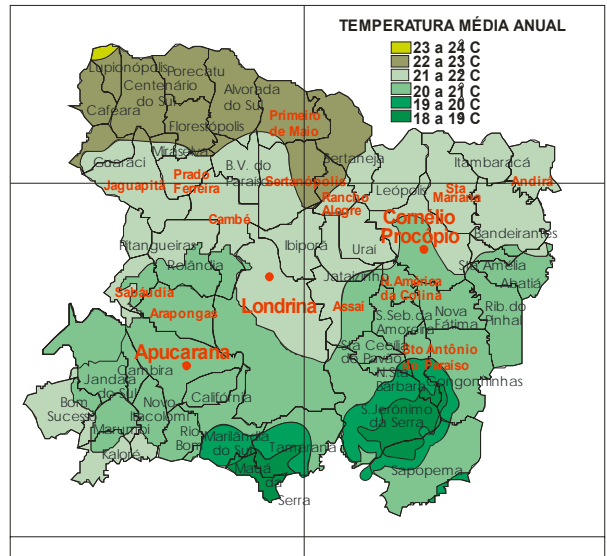 TEMPERATURA MÉDIA ANUAL
23 a 24 C
22 a 23 C
21 a 22 C
20 a 21 C
19 a 20 C
18 a 19 C
Lupionópolis
Porecatu
Centenário
do Sul
Alvorada
do Sul
Cafeara
Florestópolis
Primeiro
de Maio
Miraselva
Guaraci
Sertaneja
Itambaracá
Jaguapitã
Prado
Ferreira
B.V. do
Paraíso
Sertanópolis
Rancho
Alegre
Leópolis
Sta
Mariana
Andirá
Cambé
Cornélio
Procópio
Bandeirantes
Pitangueiras
Ibiporã
Uraí
Rolândia
Jataizinho
Sta Amélia
Abatiá
Sabáudia
Londrina
Assaí
N.América
da Colina
Rib.do
Pinhal
Arapongas
S.Seb.da
Amoreira
Nova
Fátima
Apucarana
Sta Cecília
do Pavão
Sto Antônio
do Paraíso
Cambira
Jandaia
do Sul
N.Sta
Bárbara
Congonhinhas
Bom
Sucesso
Novo
Itacolomi
Califórnia
S.Jerônimo
da Serra
Marumbi
Rio
Bom
Marilândia
do Sul
Tamarana
Kaloré
Mauá
da
Serra
Sapopema